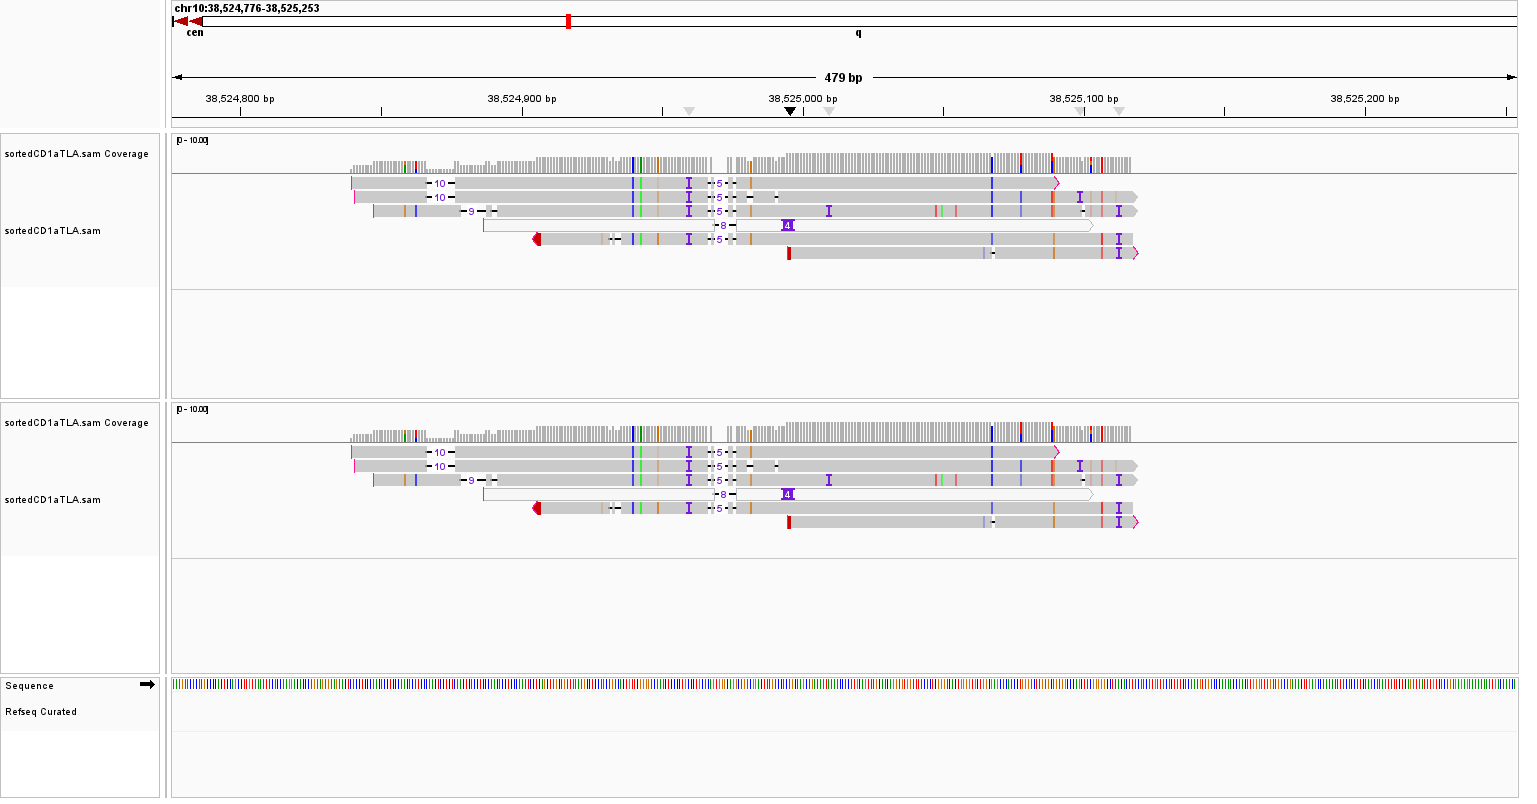 chr10:38,524,776-38,525,253
cen q
479 bp
38,524,800 bp 38,524,900 bp 38,525,000 bp 38,525,100 bp 38,525,200 bp
[0 - 10.00]
sortedCD1aTLA.sam Coverage
10 5
10 5
9 5
sortedCD1aTLA.sam
8 4
5
[0 - 10.00]
sortedCD1aTLA.sam Coverage
10 5
10 5
9 5
sortedCD1aTLA.sam
8 4
5
Sequence
Refseq Curated